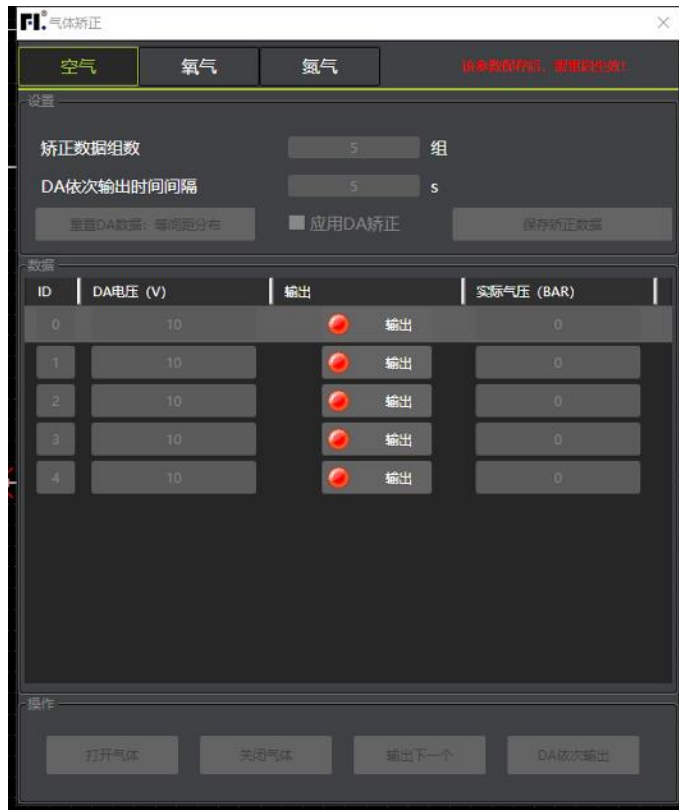 气体矫正
空气 氧气 氮气 该参数保存后，需重启生效！
设置
矫正数据组数 5 组
DA依次输出时间间隔 5 s
重置DA数据：等间距分布 应用DA矫正 保存矫正数据
数据
ID DA电压 (V) 输出 实际气压 (BAR)
0 10 输出 0
1 10 输出 0
2 10 输出 0
3 10 输出 0
4 10 输出 0
操作
打开气体 关闭气体 输出下一个 DA依次输出